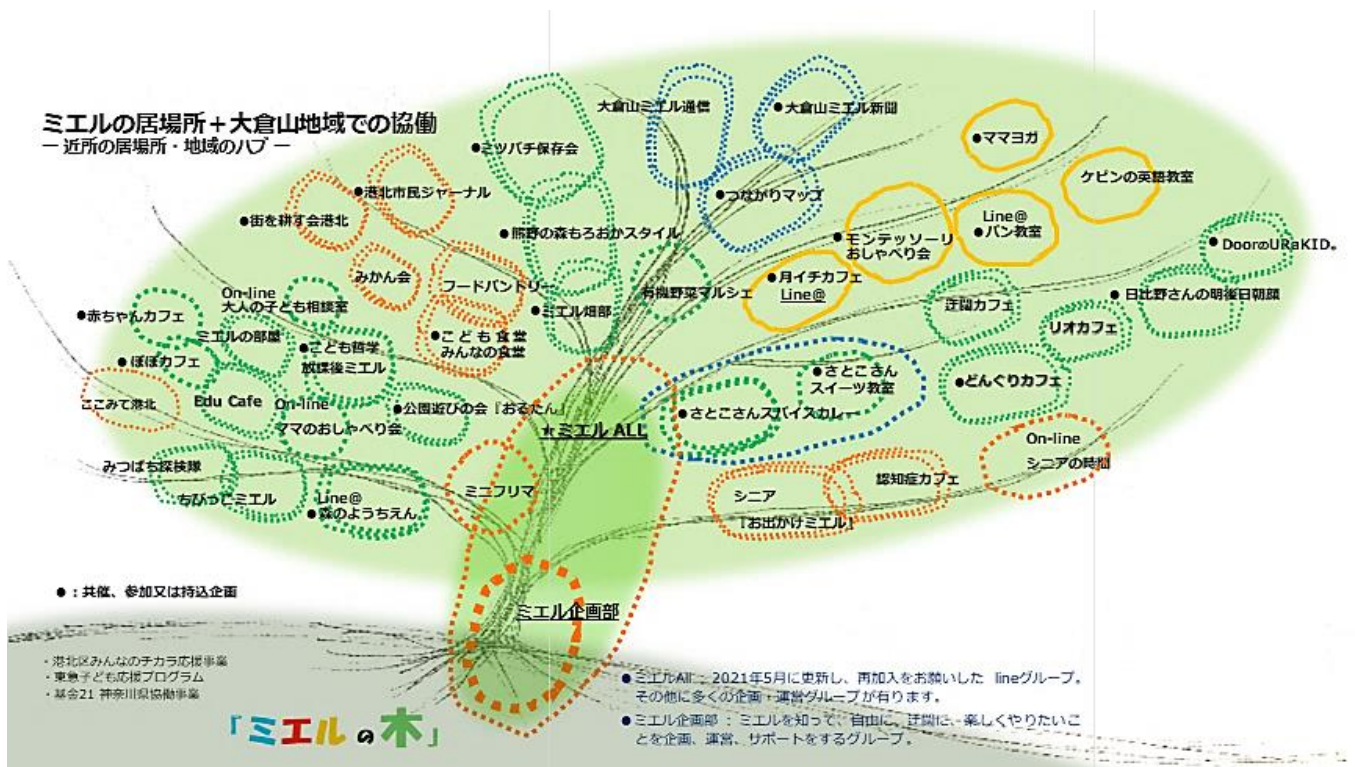 ミエルの居場所＋大倉山地域での協働
― 近所の居場所・地域のハブ ―
大倉山ミエル通信
●大倉山ミエル新聞
●ミツバチ保存会
●ママヨガ
ケビンの英語教室
●港北市民ジャーナル
●つながりマップ
●街を耕す会港北
Line@
●パン教室
●熊野の森もろおかスタイル
●モンテッソーリ
おしゃべり会
●DoorぉURaKID。
みかん会
フードパントリー
有機野菜マルシェ
●月イチカフェ
Line@
On-line
大人の子ども相談室
●ミエル畑部
迂闊カフェ
●日比野さんの明後日朝顔
●赤ちゃんカフェ
ミエルの部屋
リオカフェ
●こども食堂
みんなの食堂
●こども哲学
放課後ミエル
●ぽぽカフェ
●さとこさん
スイーツ教室
●どんぐりカフェ
ここみて港北
Edu Cafe
On-line
ママのおしゃべり会
●公園遊びの会『おるたん』
●さとこさんスパイスカレー
★ミエル ALL
On-line
シニアの時間
みつばち探検隊
ちびっこミエル
Line@
●森のようちえん
ミニフリマ
シニア
『お出かけミエル』
認知症カフェ
●：共催、参加又は持込企画
ミエル企画部
・港北区みんなのチカラ応援事業
・東急子ども応援プログラム
・基金21 神奈川県協働事業
「ミエルの木」
●ミエルAll：2021年5月に更新し、再加入をお願いした lineグループ。
その他に多くの企画・運営グループが有ります。
●ミエル企画部：ミエルを知って、自由に、迂闊に、楽しくやりたいこ
とを企画、運営、サポートをするグループ。